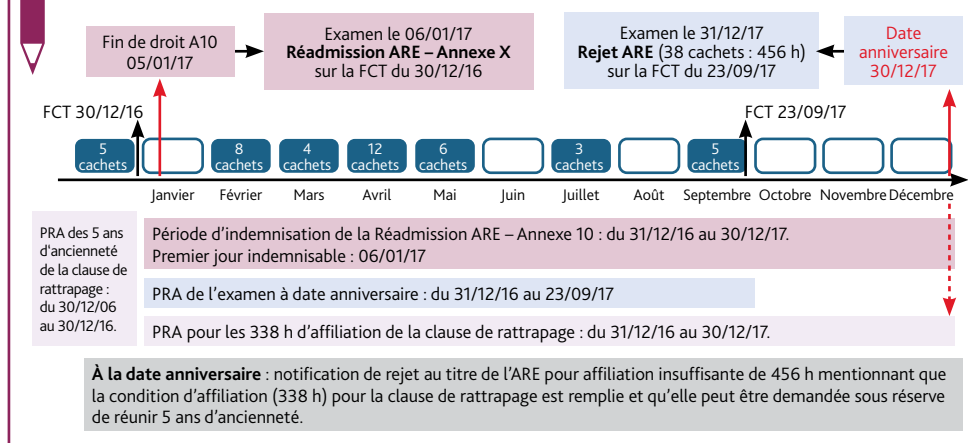 Fin de droit A10
05/01/17
Examen le 06/01/17
Réadmission ARE – Annexe X
sur la FCT du 30/12/16
Examen le 31/12/17
Rejet ARE (38 cachets : 456 h)
sur la FCT du 23/09/17
Date
anniversaire
30/12/17
FCT 30/12/16
FCT 23/09/17
5
cachets
8
cachets
4
cachets
12
cachets
6
cachets
3
cachets
5
cachets
Janvier Février Mars Avril Mai Juin Juillet Août Septembre Octobre Novembre Décembre
PRA des 5 ans
d'ancienneté
de la clause de
rattrapage :
du 30/12/06
au 30/12/16.
Période d'indemnisation de la Réadmission ARE – Annexe 10 : du 31/12/16 au 30/12/17.
Premier jour indemnisable : 06/01/17
PRA de l'examen à date anniversaire : du 31/12/16 au 23/09/17
PRA pour les 338 h d'affiliation de la clause de rattrapage : du 31/12/16 au 30/12/17.
À la date anniversaire : notification de rejet au titre de l'ARE pour affiliation insuffisante de 456 h mentionnant que
la condition d'affiliation (338 h) pour la clause de rattrapage est remplie et qu'elle peut être demandée sous réserve
de réunir 5 ans d'ancienneté.